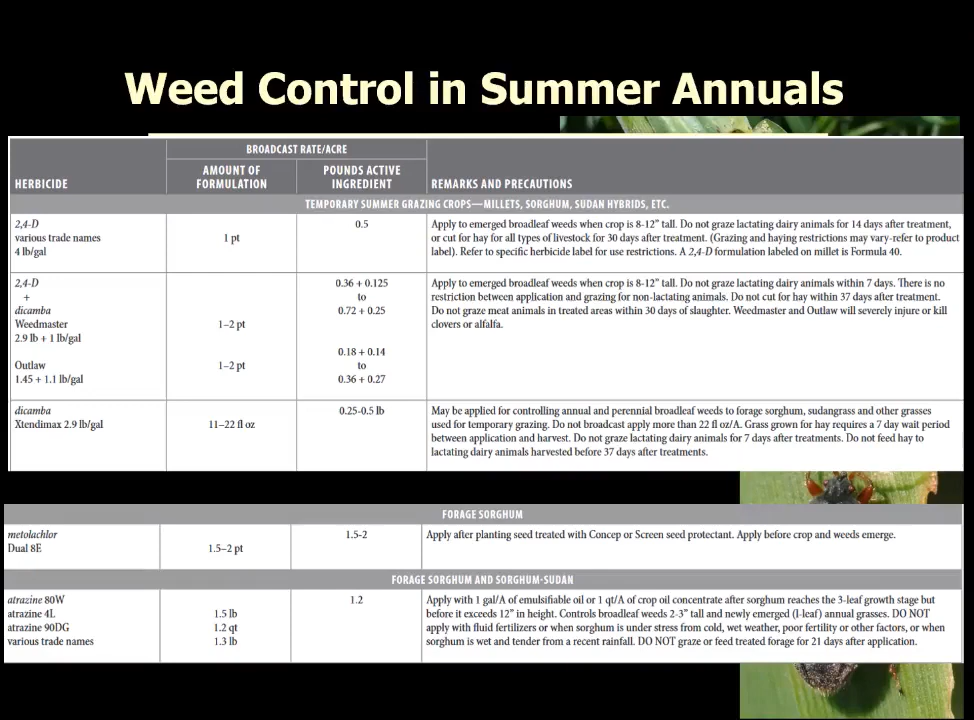 Weed Control in Summer Annuals
BROADCAST RATE/ACRE
HERBICIDE
AMOUNT OF
FORMULATION
POUNDS ACTIVE
INGREDIENT
REMARKS AND PRECAUTIONS
TEMPORARY SUMMER GRAZING CROPS—MILLETS, SORGHUM, SUDAN HYBRIDS, ETC.
2,4-D
various trade names
4 lb/gal
1 pt
0.5
Apply to emerged broadleaf weeds when crop is 8-12" tall. Do not graze lactating dairy animals for 14 days after treatment,
or cut for hay for all types of livestock for 30 days after treatment. (Grazing and haying restrictions may vary-refer to product
label). Refer to specific herbicide label for use restrictions. A 2,4-D formulation labeled on millet is Formula 40.
2,4-D
+
dicamba
Weedmaster
2.9 lb + 1 lb/gal
1–2 pt
0.36 + 0.125
to
0.72 + 0.25
Outlaw
1.45 + 1.1 lb/gal
1–2 pt
0.18 + 0.14
to
0.36 + 0.27
Apply to emerged broadleaf weeds when crop is 8-12" tall. Do not graze lactating dairy animals within 7 days. There is no
restriction between application and grazing for non-lactating animals. Do not cut for hay within 37 days after treatment.
Do not graze meat animals in treated areas within 30 days of slaughter. Weedmaster and Outlaw will severely injure or kill
clovers or alfalfa.
dicamba
Xtendimax 2.9 lb/gal
11–22 fl oz
0.25-0.5 lb
May be applied for controlling annual and perennial broadleaf weeds to forage sorghum, sudangrass and other grasses
used for temporary grazing. Do not broadcast apply more than 22 fl oz/A. Grass grown for hay requires a 7 day wait period
between application and harvest. Do not graze lactating dairy animals for 7 days after treatments. Do not feed hay to
lactating dairy animals harvested before 37 days after treatments.
FORAGE SORGHUM
metolachlor
Dual 8E
1.5–2 pt
1.5-2
Apply after planting seed treated with Concep or Screen seed protectant. Apply before crop and weeds emerge.
FORAGE SORGHUM AND SORGHUM-SUDAN
atrazine 80W
atrazine 4L
atrazine 90DG
various trade names
1.5 lb
1.2 qt
1.3 lb
1.2
Apply with 1 gal/A of emulsifiable oil or 1 qt/A of crop oil concentrate after sorghum reaches the 3-leaf growth stage but
before it exceeds 12" in height. Controls broadleaf weeds 2-3" tall and newly emerged (l-leaf) annual grasses. DO NOT
apply with fluid fertilizers or when sorghum is under stress from cold, wet weather, poor fertility or other factors, or when
sorghum is wet and tender from a recent rainfall. DO NOT graze or feed treated forage for 21 days after application.